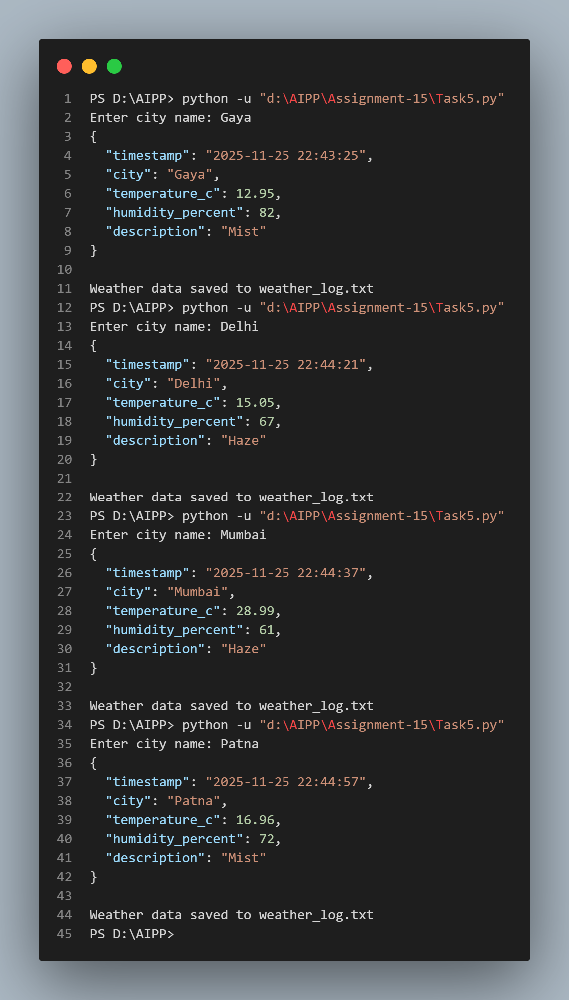 1 PS D:\AIPP> python -u "d:\AIPP\Assignment-15\Task5.py"
2 Enter city name: Gaya
3 {
4   "timestamp": "2025-11-25 22:43:25",
5   "city": "Gaya",
6   "temperature_c": 12.95,
7   "humidity_percent": 82,
8   "description": "Mist"
9 }
10
11 Weather data saved to weather_log.txt
12 PS D:\AIPP> python -u "d:\AIPP\Assignment-15\Task5.py"
13 Enter city name: Delhi
14 {
15   "timestamp": "2025-11-25 22:44:21",
16   "city": "Delhi",
17   "temperature_c": 15.05,
18   "humidity_percent": 67,
19   "description": "Haze"
20 }
21
22 Weather data saved to weather_log.txt
23 PS D:\AIPP> python -u "d:\AIPP\Assignment-15\Task5.py"
24 Enter city name: Mumbai
25 {
26   "timestamp": "2025-11-25 22:44:37",
27   "city": "Mumbai",
28   "temperature_c": 28.99,
29   "humidity_percent": 61,
30   "description": "Haze"
31 }
32
33 Weather data saved to weather_log.txt
34 PS D:\AIPP> python -u "d:\AIPP\Assignment-15\Task5.py"
35 Enter city name: Patna
36 {
37   "timestamp": "2025-11-25 22:44:57",
38   "city": "Patna",
39   "temperature_c": 16.96,
40   "humidity_percent": 72,
41   "description": "Mist"
42 }
43
44 Weather data saved to weather_log.txt
45 PS D:\AIPP>